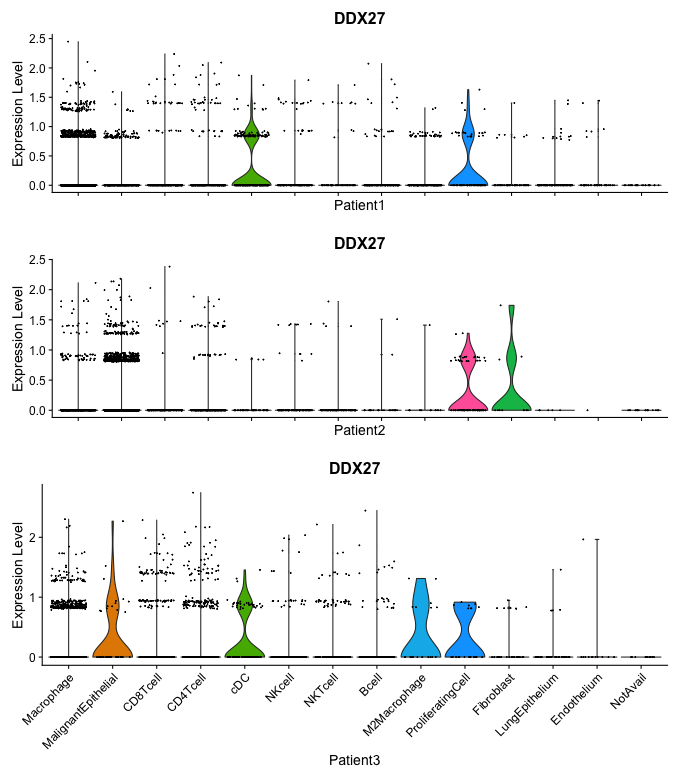 DDX27
Expression Level
2.5
2.0
1.5
1.0
0.5
0.0
Patient1
DDX27
Expression Level
2.5
2.0
1.5
1.0
0.5
0.0
Patient2
DDX27
Expression Level
2
1
0
Macrophage
MalignantEpithelial
CD8Tcell
CD4Tcell
cDC
NKcell
NKTcell
Bcell
M2Macrophage
ProliferatingCell
Fibroblast
LungEpithelium
Endothelium
NotAvail
Patient3